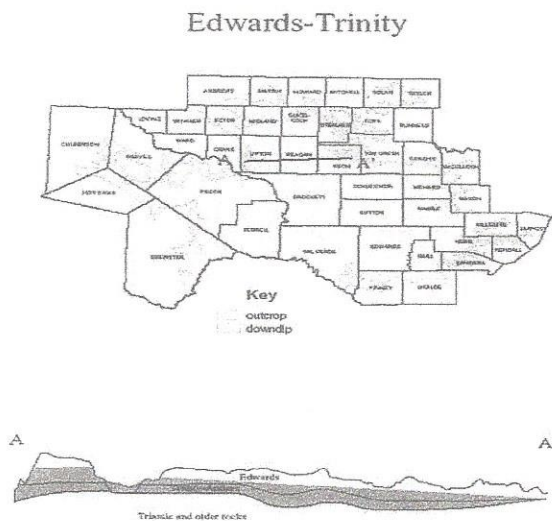 Edwards-Trinity
ANDREWS MARTIN HOWARD MITCHELL NOLAN TAYLOR
LOVING WINKLER ECTOR MIDLAND GLASSCOCK STERLING COKE RUNNELS
CULBERSON REEVES WARD CRANE UPTON REAGAN IRION TOM GREEN CONCHO MCCULLOCH
A A'
JEFF DAVIS PECOS CROCKETT SCHLEICHER MENARD MASON
SUTTON KIMBLE GILLESPIE BLANCO
BREWSTER TERRELL VAL VERDE EDWARDS REAL KERR KENDALL
BANDERA
KINNEY UVALDE
Key
outcrop
downdip
A A
Edwards
Triassic and older rocks